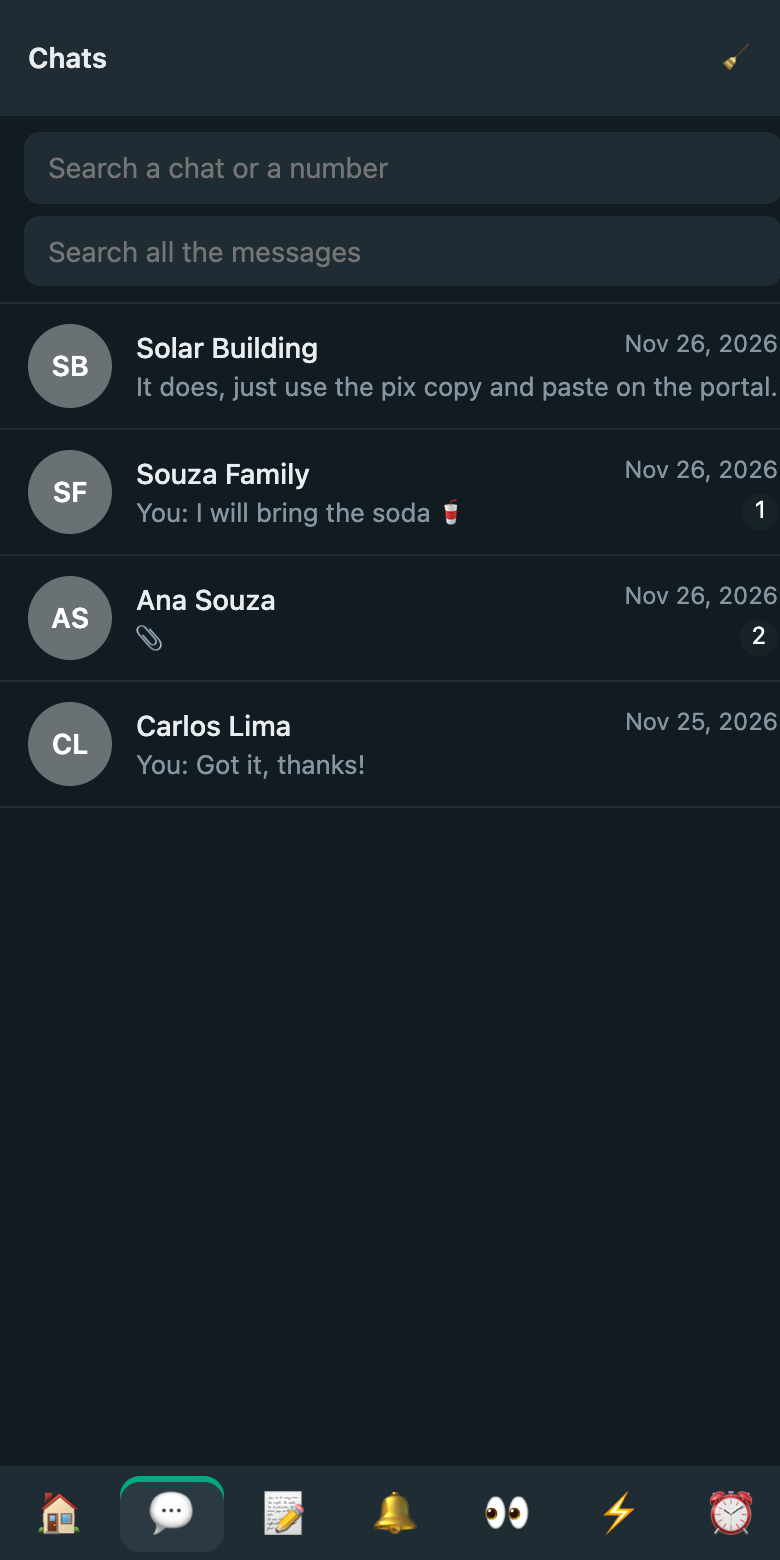 Chats
Search a chat or a number
Search all the messages
SB
Solar Building
Nov 26, 2026
It does, just use the pix copy and paste on the portal.
SF
Souza Family
Nov 26, 2026
You: I will bring the soda 🥤
1
AS
Ana Souza
Nov 26, 2026
📎
2
CL
Carlos Lima
Nov 25, 2026
You: Got it, thanks!